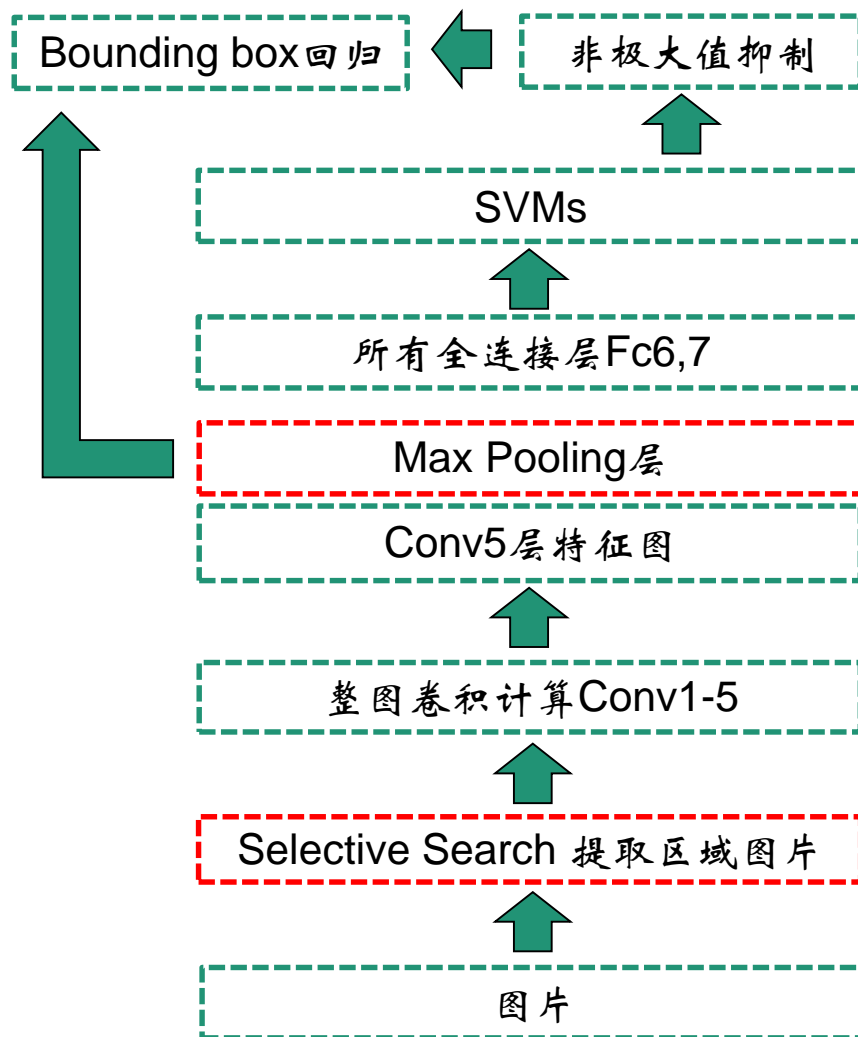 Bounding box回归
非极大值抑制
SVMs
所有全连接层Fc6,7
Max Pooling层
Conv5层特征图
整图卷积计算Conv1-5
Selective Search 提取区域图片
图片